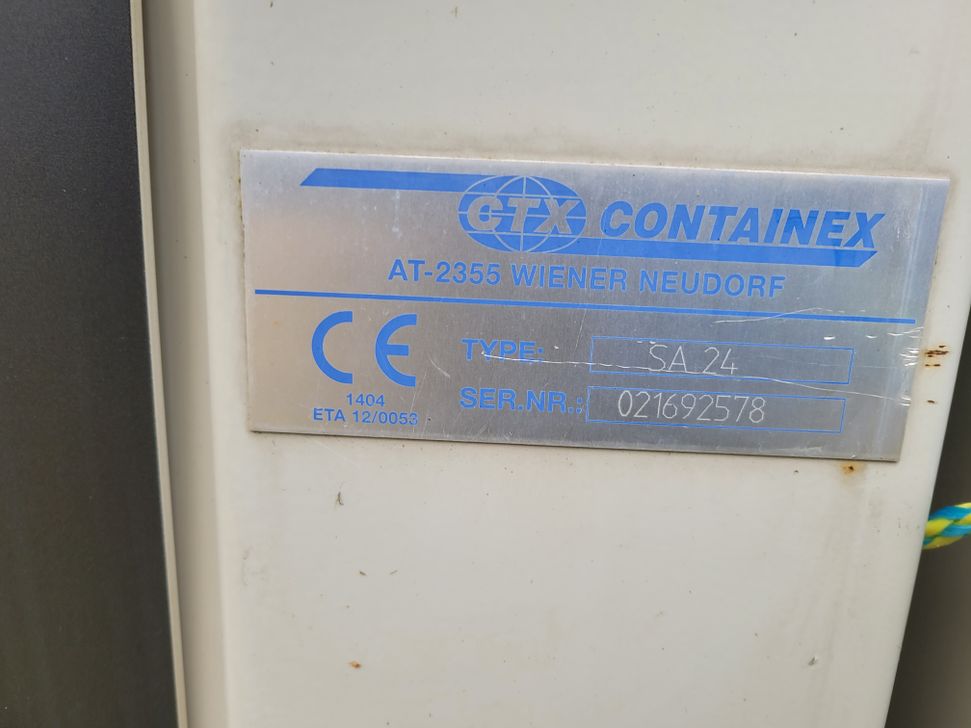 CTX CONTAINEX
AT-2355 WIENER NEUDORF
CE
1404
ETA 12/0053
TYPE: SA 24
SER.NR.: 021692578